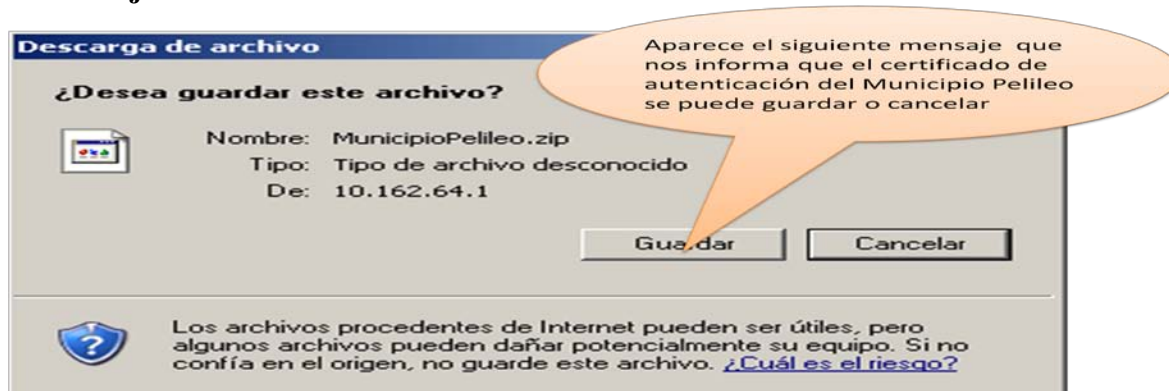 Descarga de archivo
Aparece el siguiente mensaje que
nos informa que el certificado de
autenticación del Municipio Pelileo
se puede guardar o cancelar
¿Desea guardar este archivo?
Nombre: MunicipioPelileo.zip
Tipo: Tipo de archivo desconocido
De: 10.162.64.1
Guardar Cancelar
Los archivos procedentes de Internet pueden ser útiles, pero
algunos archivos pueden dañar potencialmente su equipo. Si no
confía en el origen, no guarde este archivo. ¿Cuál es el riesgo?